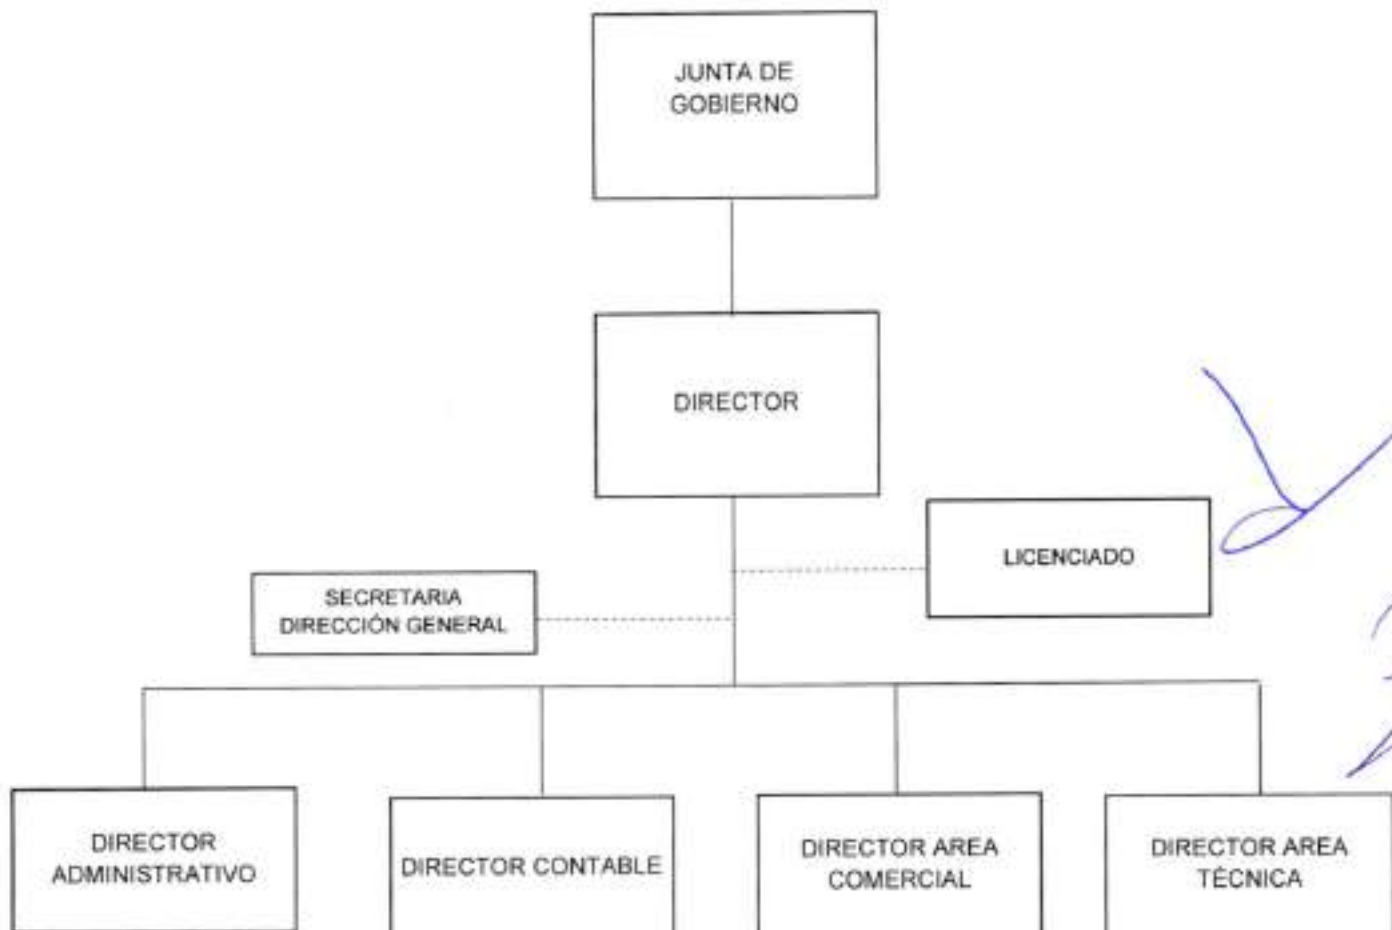 JUNTA DE
GOBIERNO
DIRECTOR
LICENCIADO
SECRETARIA
DIRECCIÓN GENERAL
DIRECTOR
ADMINISTRATIVO
DIRECTOR CONTABLE
DIRECTOR AREA
COMERCIAL
DIRECTOR AREA
TÉCNICA